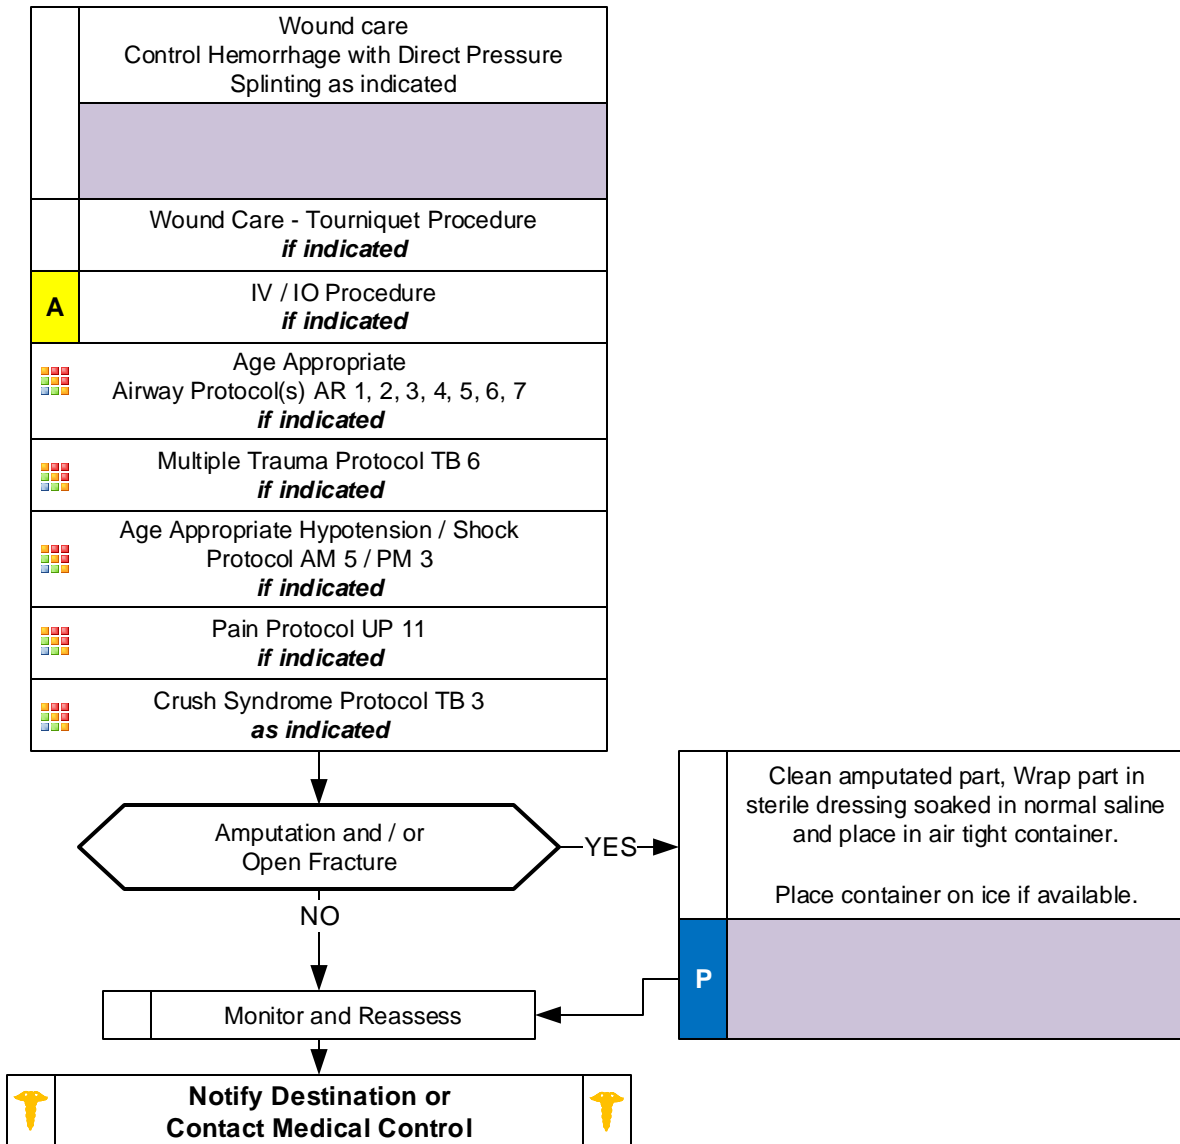 Wound care
Control Hemorrhage with Direct Pressure
Splinting as indicated
Wound Care - Tourniquet Procedure
if indicated
A
IV / IO Procedure
if indicated
Age Appropriate
Airway Protocol(s) AR 1, 2, 3, 4, 5, 6, 7
if indicated
Multiple Trauma Protocol TB 6
if indicated
Age Appropriate Hypotension / Shock
Protocol AM 5 / PM 3
if indicated
Pain Protocol UP 11
if indicated
Crush Syndrome Protocol TB 3
as indicated
Amputation and / or
Open Fracture
YES
Clean amputated part, Wrap part in
sterile dressing soaked in normal saline
and place in air tight container.
Place container on ice if available.
P
NO
Monitor and Reassess
Notify Destination or
Contact Medical Control